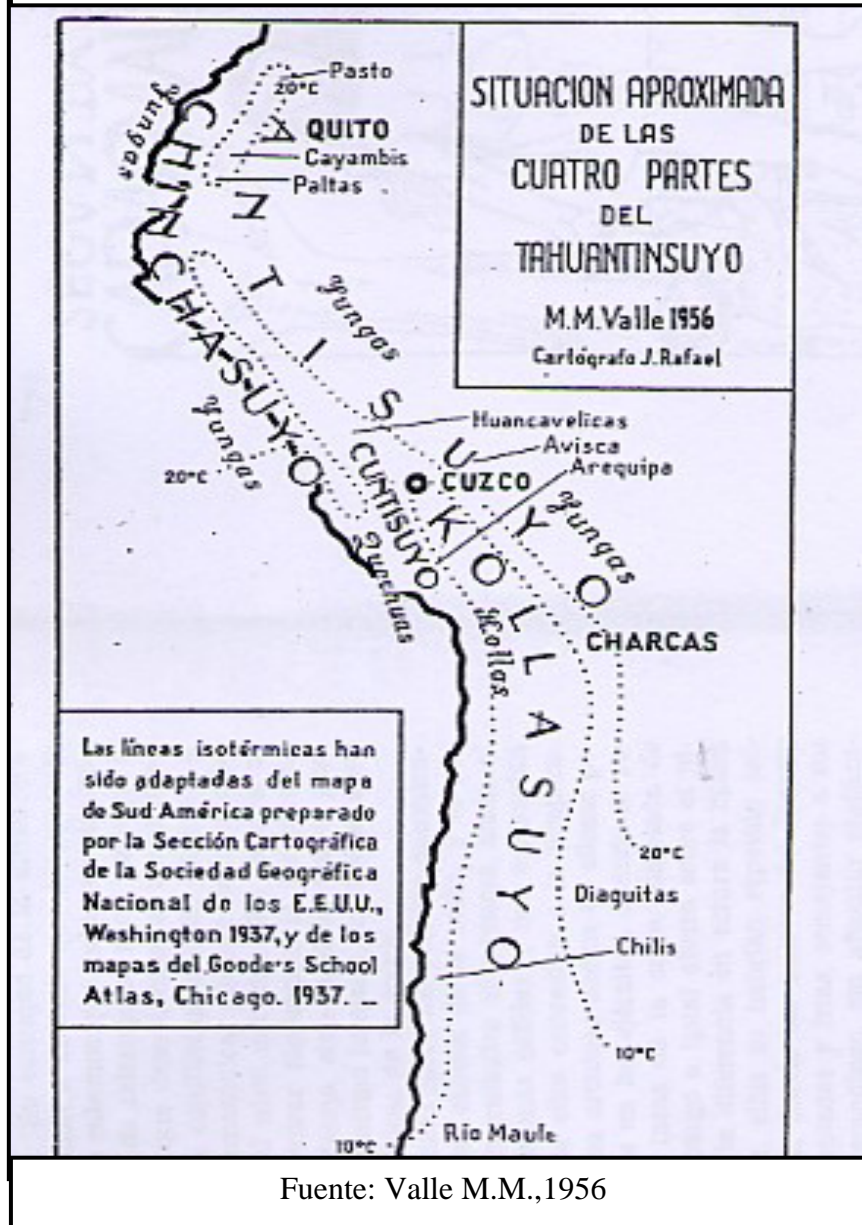 SITUACION APROXIMADA
DE LAS
CUATRO PARTES
DEL
TAHUANTINSUYO
M.M.Valle 1956
Cartógrafo J.Rafael
Pasto
20°C
QUITO
Cayambis
Paltas
Yungas
CHINCHASUYO
ANTISUYO
Yungas
Yungas
20°C
Huancavelicas
Avisca
Arequipa
CUZCO
CUNTISUYO
Yungas
Quechuas
Kollas
KOLLASUYO
CHARCAS
20°C
Diaguitas
Chilis
10°C
Río Maule
10°C
Las líneas isotérmicas han
sido adaptadas del mapa
de Sud América preparado
por la Sección Cartográfica
de la Sociedad Geográfica
Nacional de los E.E.U.U.,
Washington 1937, y de los
mapas del Goode's School
Atlas, Chicago. 1937. _
Fuente: Valle M.M.,1956